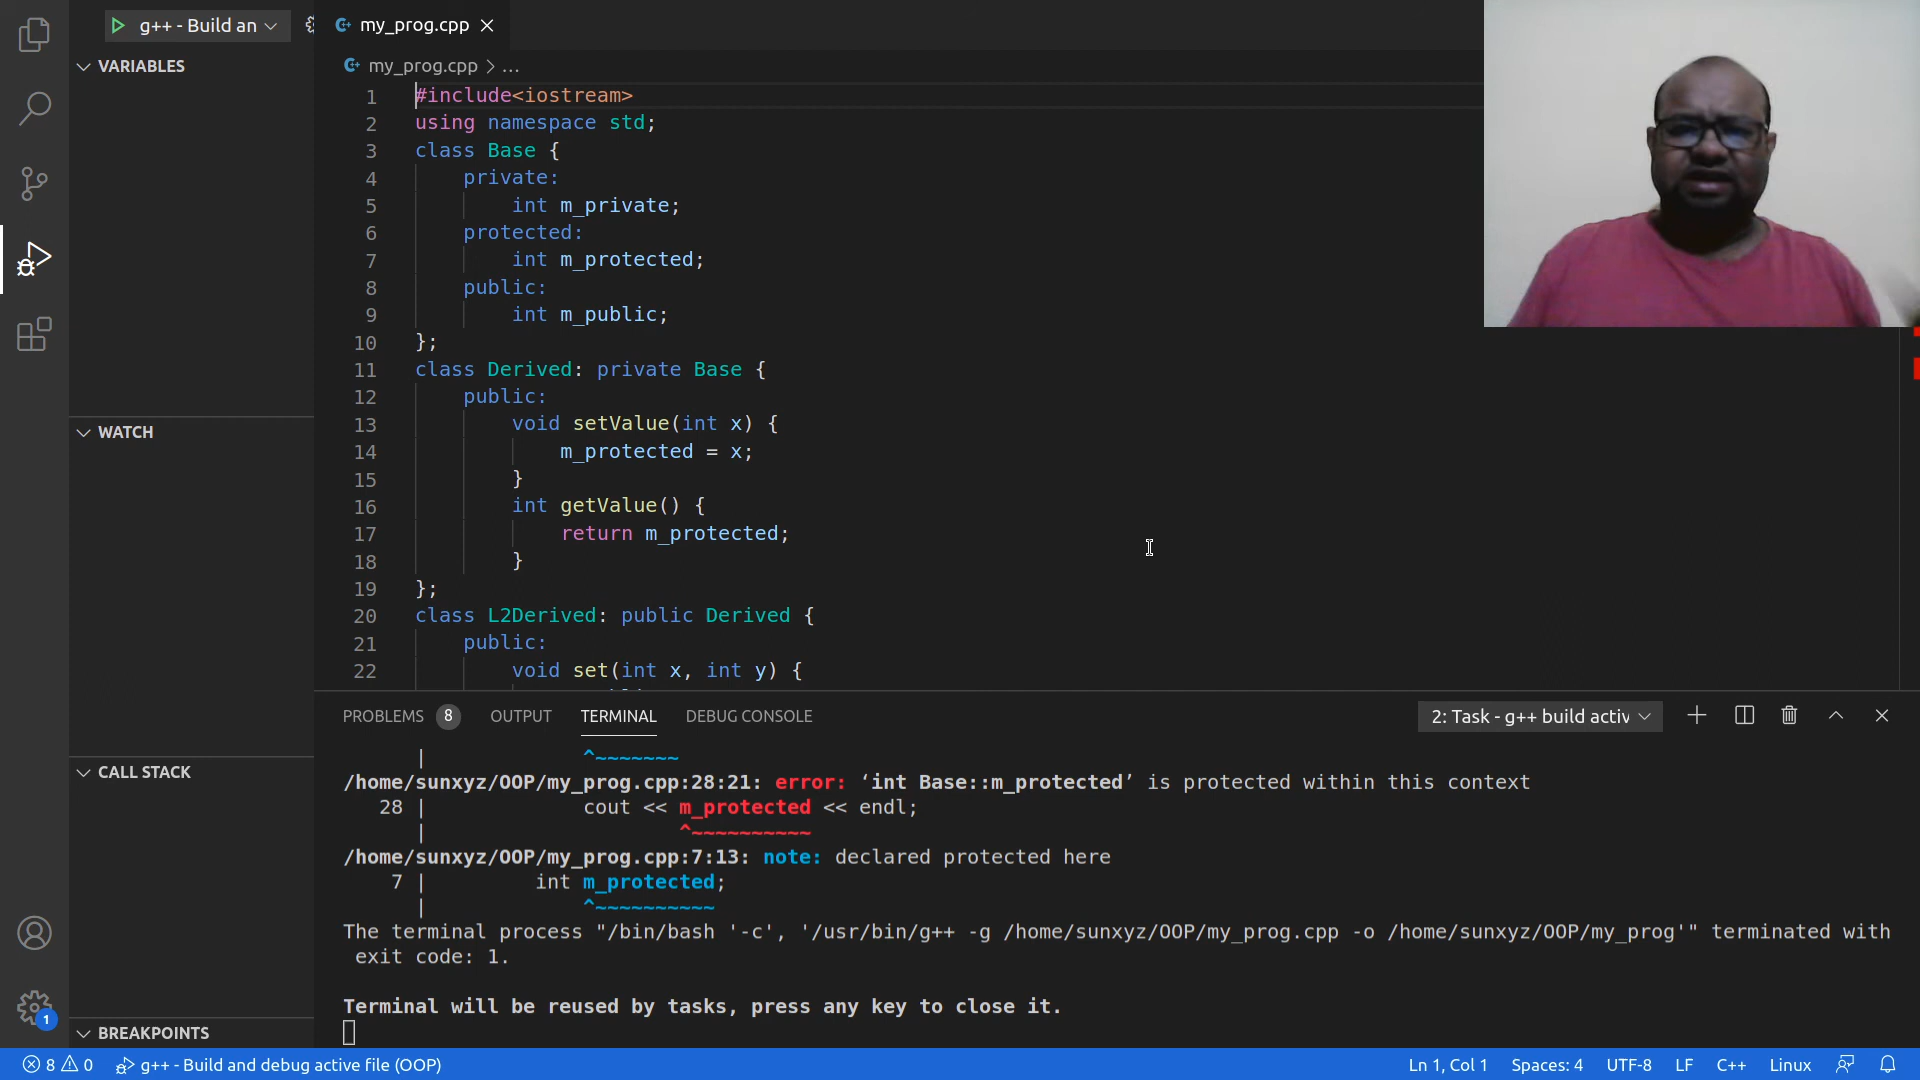 g++ - Build an
my_prog.cpp
VARIABLES
my_prog.cpp > ...
1 #include<iostream>
2 using namespace std;
3 class Base {
4 private:
5 int m_private;
6 protected:
7 int m_protected;
8 public:
9 int m_public;
10 };
11 class Derived: private Base {
12 public:
13 void setValue(int x) {
14 m_protected = x;
15 }
16 int getValue() {
17 return m_protected;
18 }
19 };
20 class L2Derived: public Derived {
21 public:
22 void set(int x, int y) {
WATCH
CALL STACK
BREAKPOINTS
PROBLEMS 8 OUTPUT TERMINAL DEBUG CONSOLE 2: Task - g++ build activ
| ^~~~~~~~
/home/sunxyz/OOP/my_prog.cpp:28:21: error: ‘int Base::m_protected’ is protected within this context
28 | cout << m_protected << endl;
| ^~~~~~~~~~~
/home/sunxyz/OOP/my_prog.cpp:7:13: note: declared protected here
7 | int m_protected;
| ^~~~~~~~~~~
The terminal process "/bin/bash '-c', '/usr/bin/g++ -g /home/sunxyz/OOP/my_prog.cpp -o /home/sunxyz/OOP/my_prog'" terminated with
exit code: 1.
Terminal will be reused by tasks, press any key to close it.
1
8 0 g++ - Build and debug active file (OOP) Ln 1, Col 1 Spaces: 4 UTF-8 LF C++ Linux